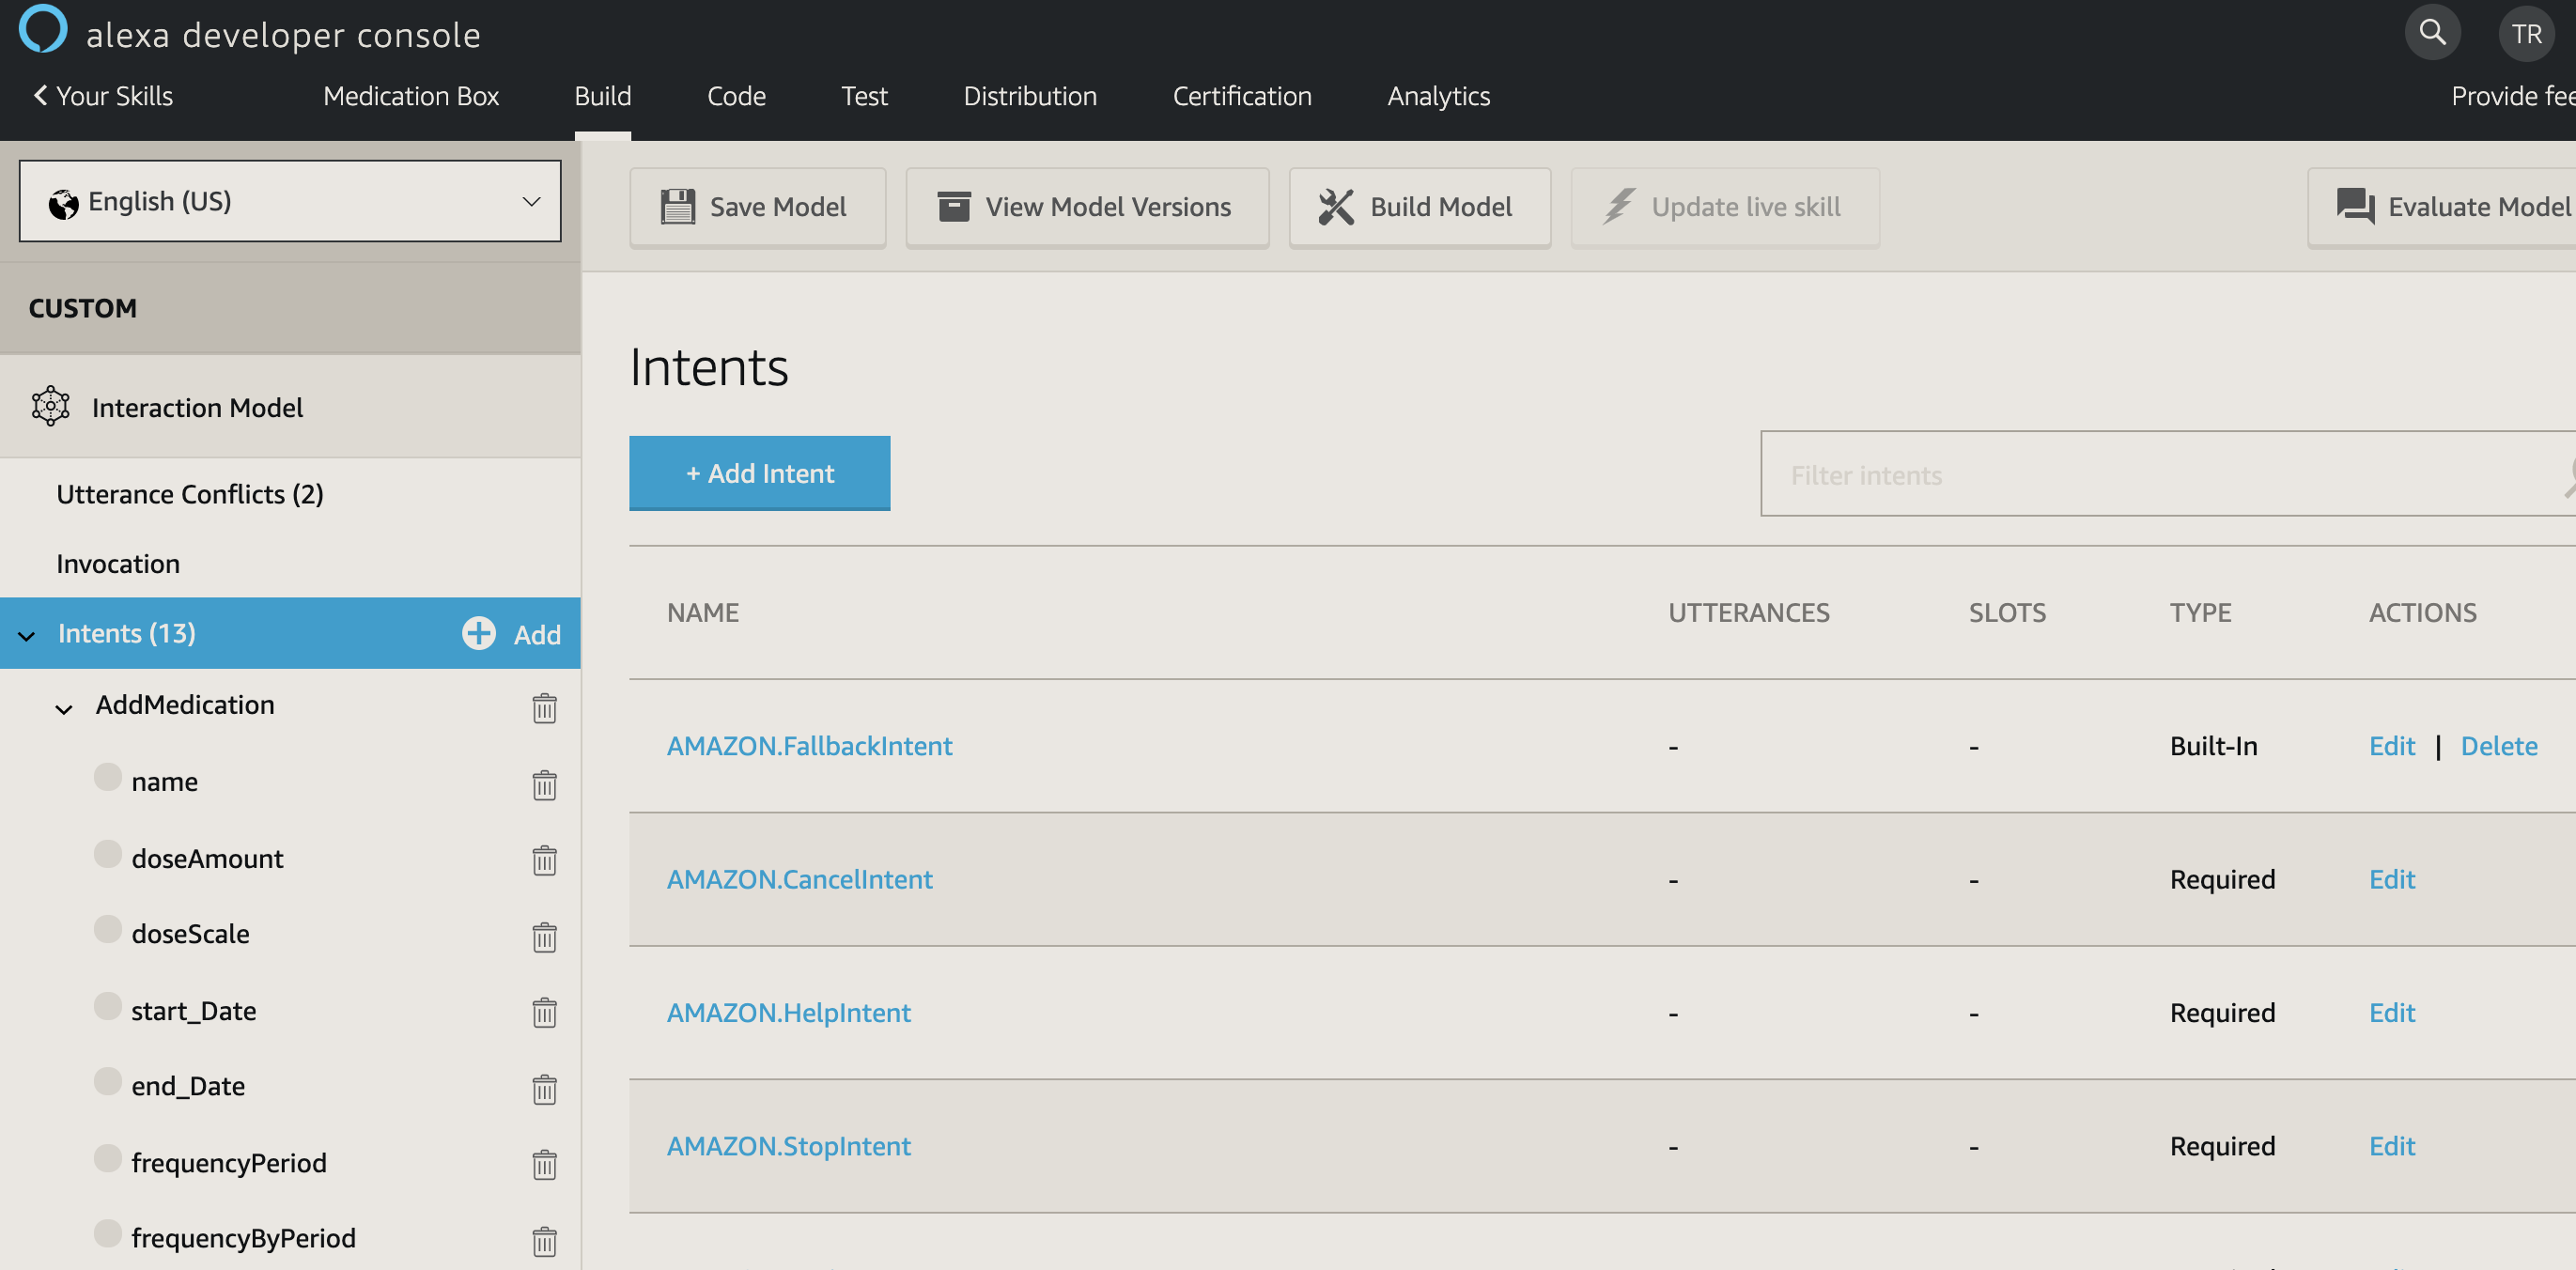 alexa developer console
TR
Your Skills
Medication Box
Build
Code
Test
Distribution
Certification
Analytics
Provide fee
English (US)
Save Model
View Model Versions
Build Model
Update live skill
Evaluate Model
CUSTOM
Interaction Model
Utterance Conflicts (2)
Invocation
Intents (13)
Add
AddMedication
name
doseAmount
doseScale
start_Date
end_Date
frequencyPeriod
frequencyByPeriod
Intents
+ Add Intent
Filter intents
NAME UTTERANCES SLOTS TYPE ACTIONS
AMAZON.FallbackIntent - - Built-In Edit | Delete
AMAZON.CancelIntent - - Required Edit
AMAZON.HelpIntent - - Required Edit
AMAZON.StopIntent - - Required Edit